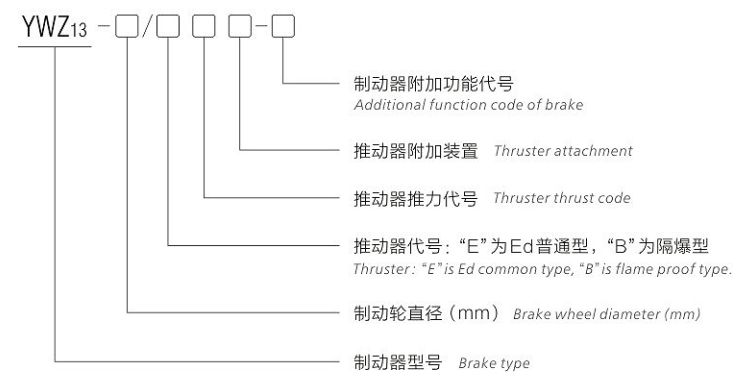 YWZ13-□/□ □ □-□
制动器附加功能代号
Additional function code of brake
推动器附加装置 Thruster attachment
推动器推力代号 Thruster thrust code
推动器代号：“E”为Ed普通型，“B”为隔爆型
Thruster: “E”is Ed common type, “B”is flame proof type.
制动轮直径（mm） Brake wheel diameter (mm)
制动器型号 Brake type